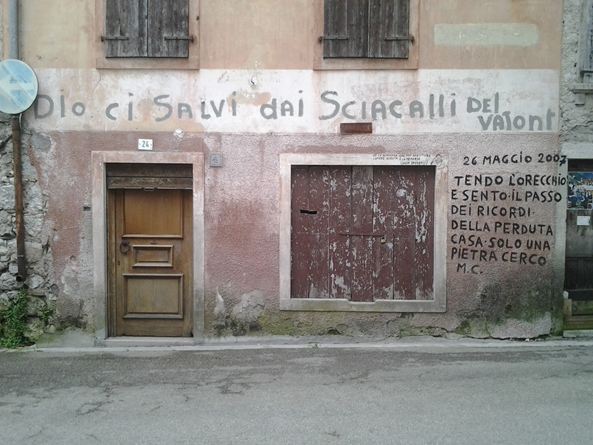 DIO CI SALVI DAI SCIACALLI DEL
VAIONT
24
26 MAGGIO 2007
TENDO L'ORECCHIO
E SENTO·IL PASSO
DEI RICORDI·
DELLA PERDUTA
CASA·SOLO UNA
PIETRA CERCO
M.C.